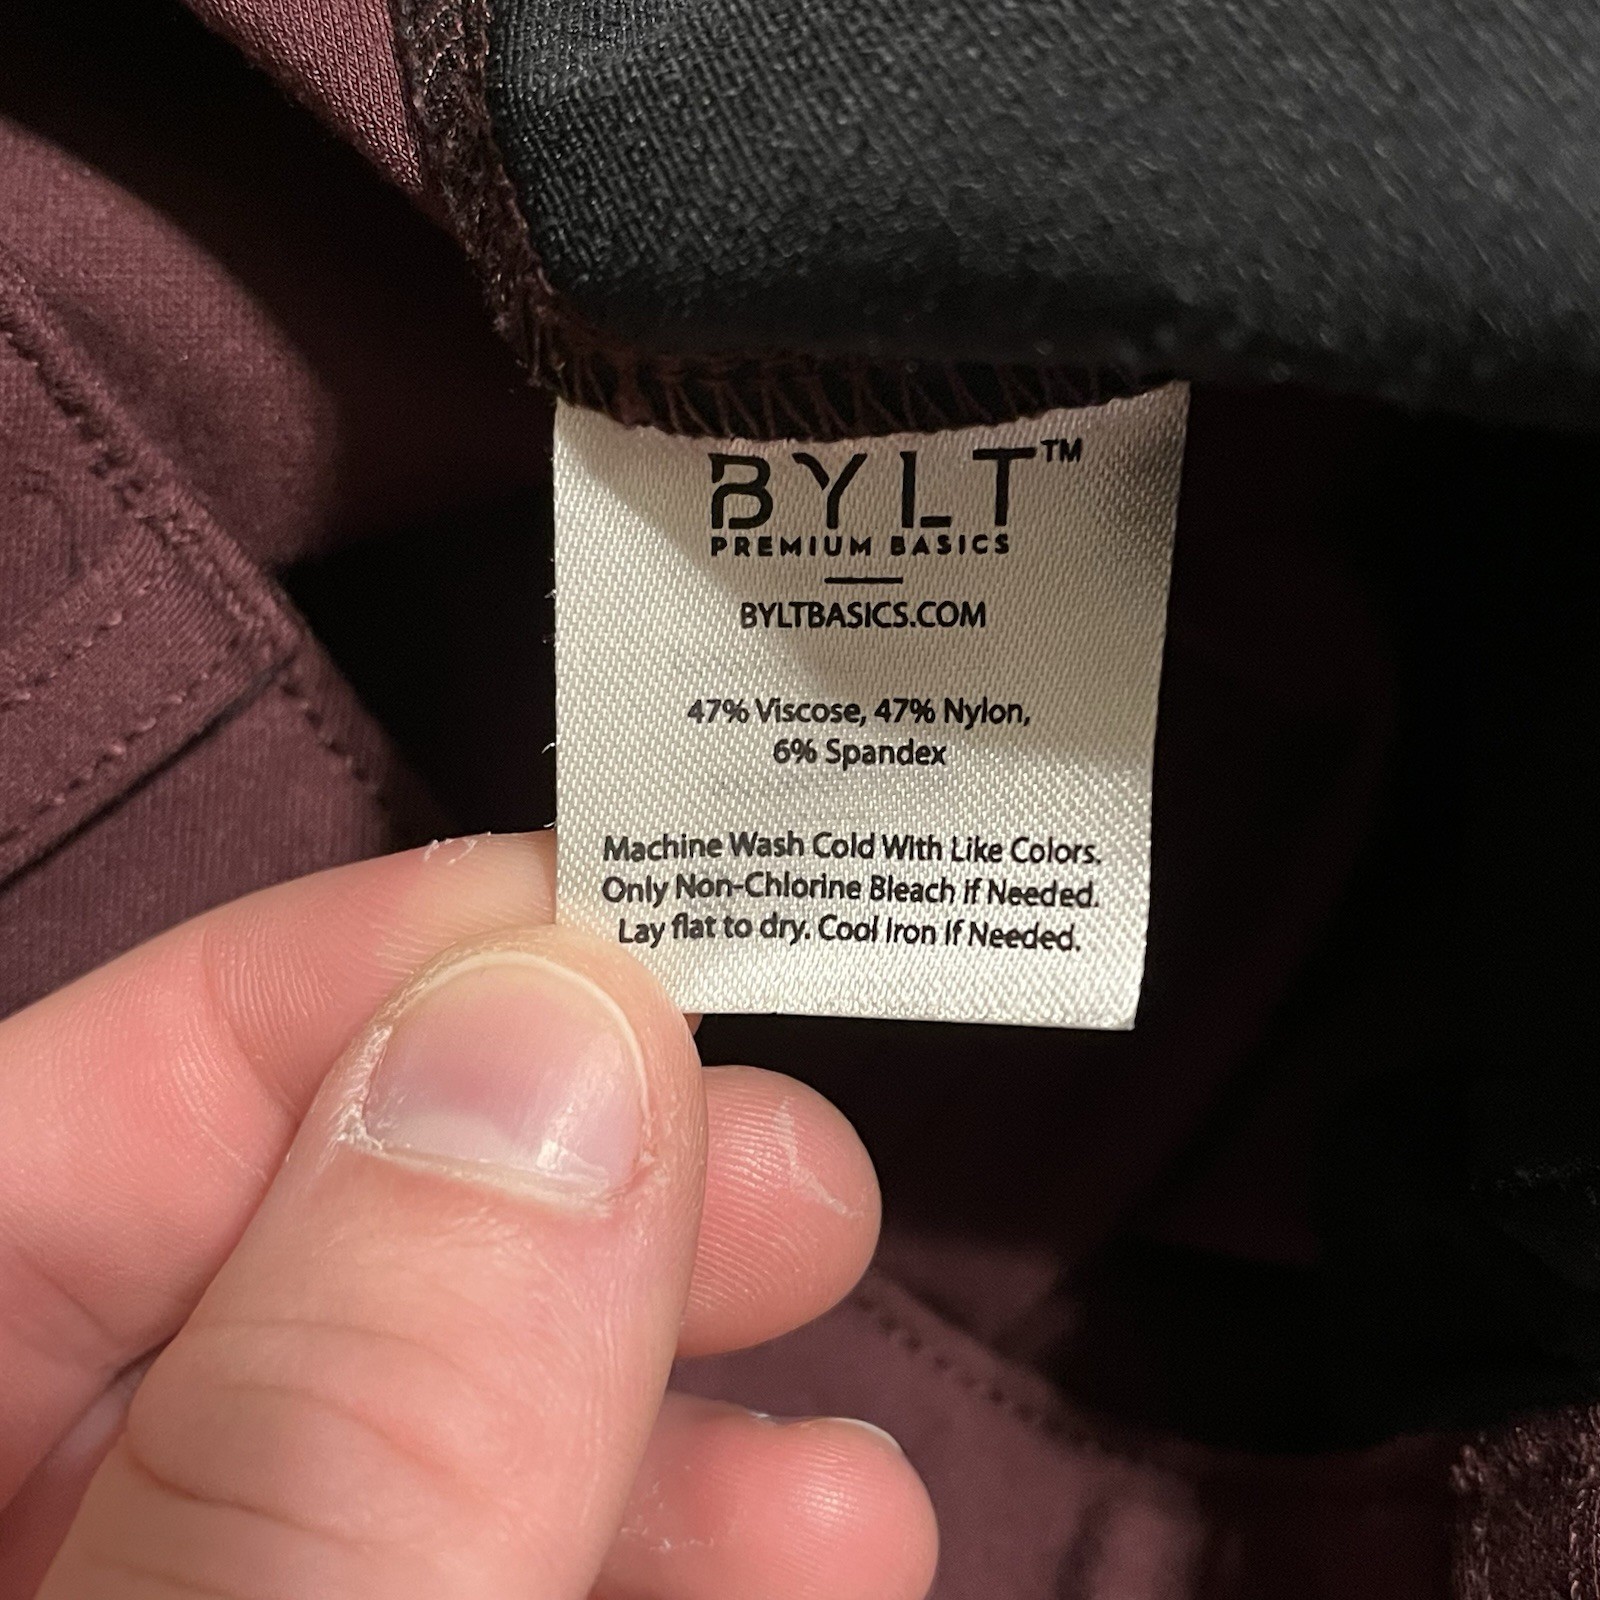 BYLT™
PREMIUM BASICS
BYLTBASICS.COM
47% Viscose, 47% Nylon,
6% Spandex
Machine Wash Cold With Like Colors.
Only Non-Chlorine Bleach if Needed.
Lay flat to dry. Cool Iron If Needed.